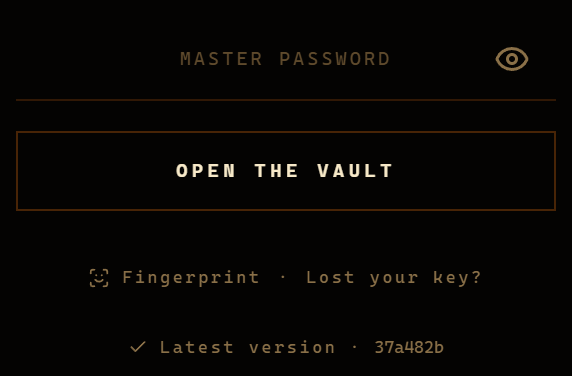 MASTER PASSWORD
OPEN THE VAULT
Fingerprint · Lost your key?
Latest version · 37a482b